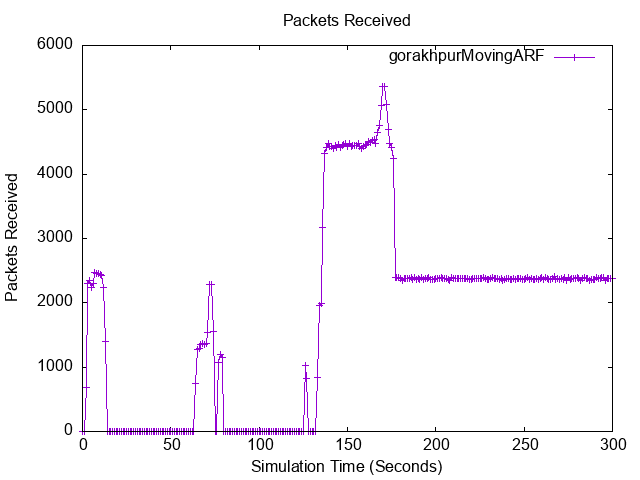 Packets Received
gorakhpurMovingARF
6000
5000
4000
3000
2000
1000
0
Packets Received
0 50 100 150 200 250 300
Simulation Time (Seconds)